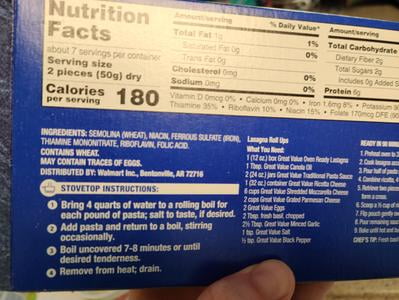 Nutrition
Facts
about 7 servings per container
Serving size
2 pieces (50g) dry
Calories
per serving 180
Amount/serving % Daily Value*
Total Fat 1g 1%
Saturated Fat 0g 0%
Trans Fat 0g
Cholesterol 0mg 0%
Sodium 0mg 0%
Amount/serving
Total Carbohydrate
Dietary Fiber 2g
Total Sugars 2g
Includes 0g Added S
Protein 6g
Vitamin D 0mcg 0% • Calcium 0mg 0% • Iron 1.6mg 8% • Potassium
Thiamine 35% • Riboflavin 10% • Niacin 15% • Folate 170mcg DFE
INGREDIENTS: SEMOLINA (WHEAT), NIACIN, FERROUS SULFATE (IRON),
THIAMINE MONONITRATE, RIBOFLAVIN, FOLIC ACID.
CONTAINS WHEAT.
MAY CONTAIN TRACES OF EGGS.
DISTRIBUTED BY: Walmart Inc., Bentonville, AR 72716
STOVETOP INSTRUCTIONS:
1 Bring 4 quarts of water to a rolling boil for
each pound of pasta; salt to taste, if desired.
2 Add pasta and return to a boil, stirring
occasionally.
3 Boil uncovered 7-8 minutes or until
desired tenderness.
4 Remove from heat; drain.
Lasagna Roll Ups
What You Need:
1 (12 oz.) box Great Value Oven Ready Lasagna
1 Tbsp. Great Value Canola Oil
2 (24 oz.) jars Great Value Traditional Pasta Sauce
1 (32 oz.) container Great Value Ricotta Cheese
6 cups Great Value Shredded Mozzarella Cheese
2 cups Great Value Grated Parmesan Cheese
2 Great Value Eggs
2 Tbsp. fresh basil, chopped
2½ Tbsp. Great Value Minced Garlic
1 tsp. Great Value Salt
½ tsp. Great Value Black Pepper
READY IN 90
1. Preheat oven to
2. Cook lasagna
3. Pour half of
4. Combine ricotta,
5. Retrieve two
form a cross.
6. Scoop a ½ cup of
7. Flip pouch gently
8. Pour remaining
9. Bake until hot and
CHEF'S TIP: Fresh